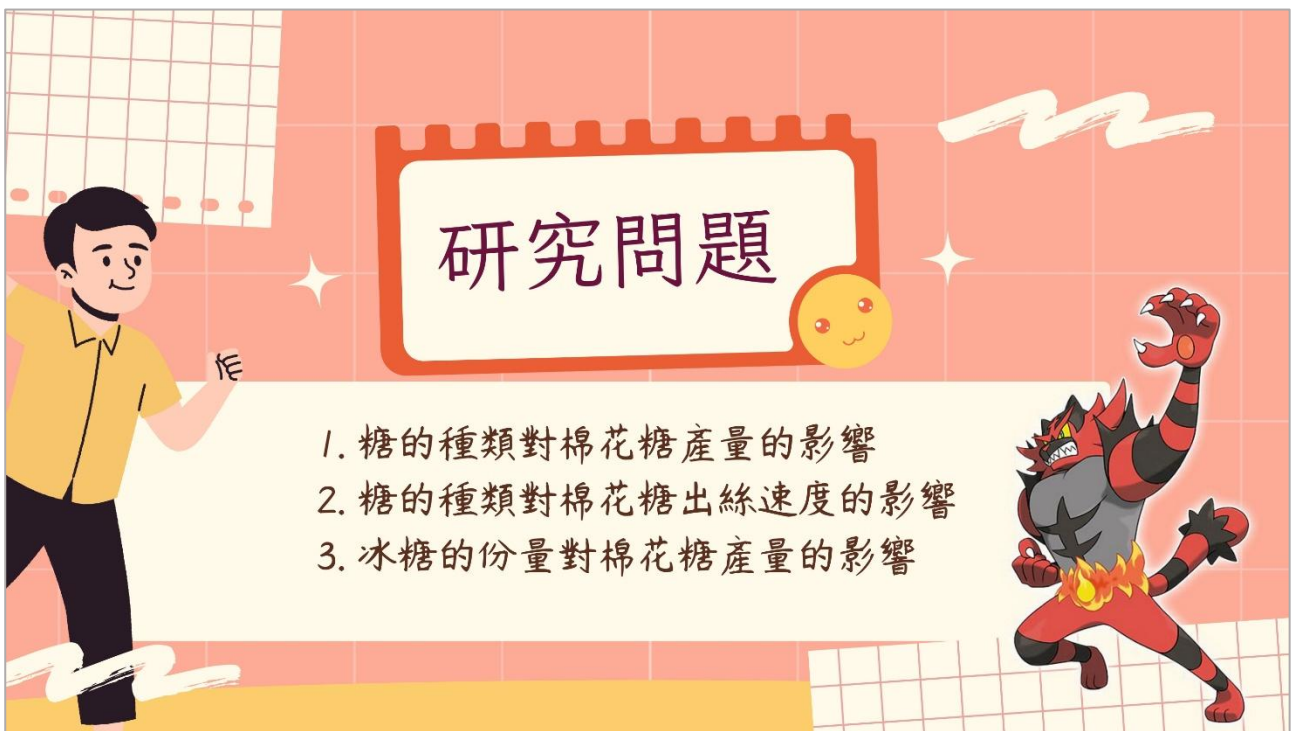 研究問題
1. 糖的種類對棉花糖產量的影響
2. 糖的種類對棉花糖出絲速度的影響
3. 冰糖的份量對棉花糖產量的影響